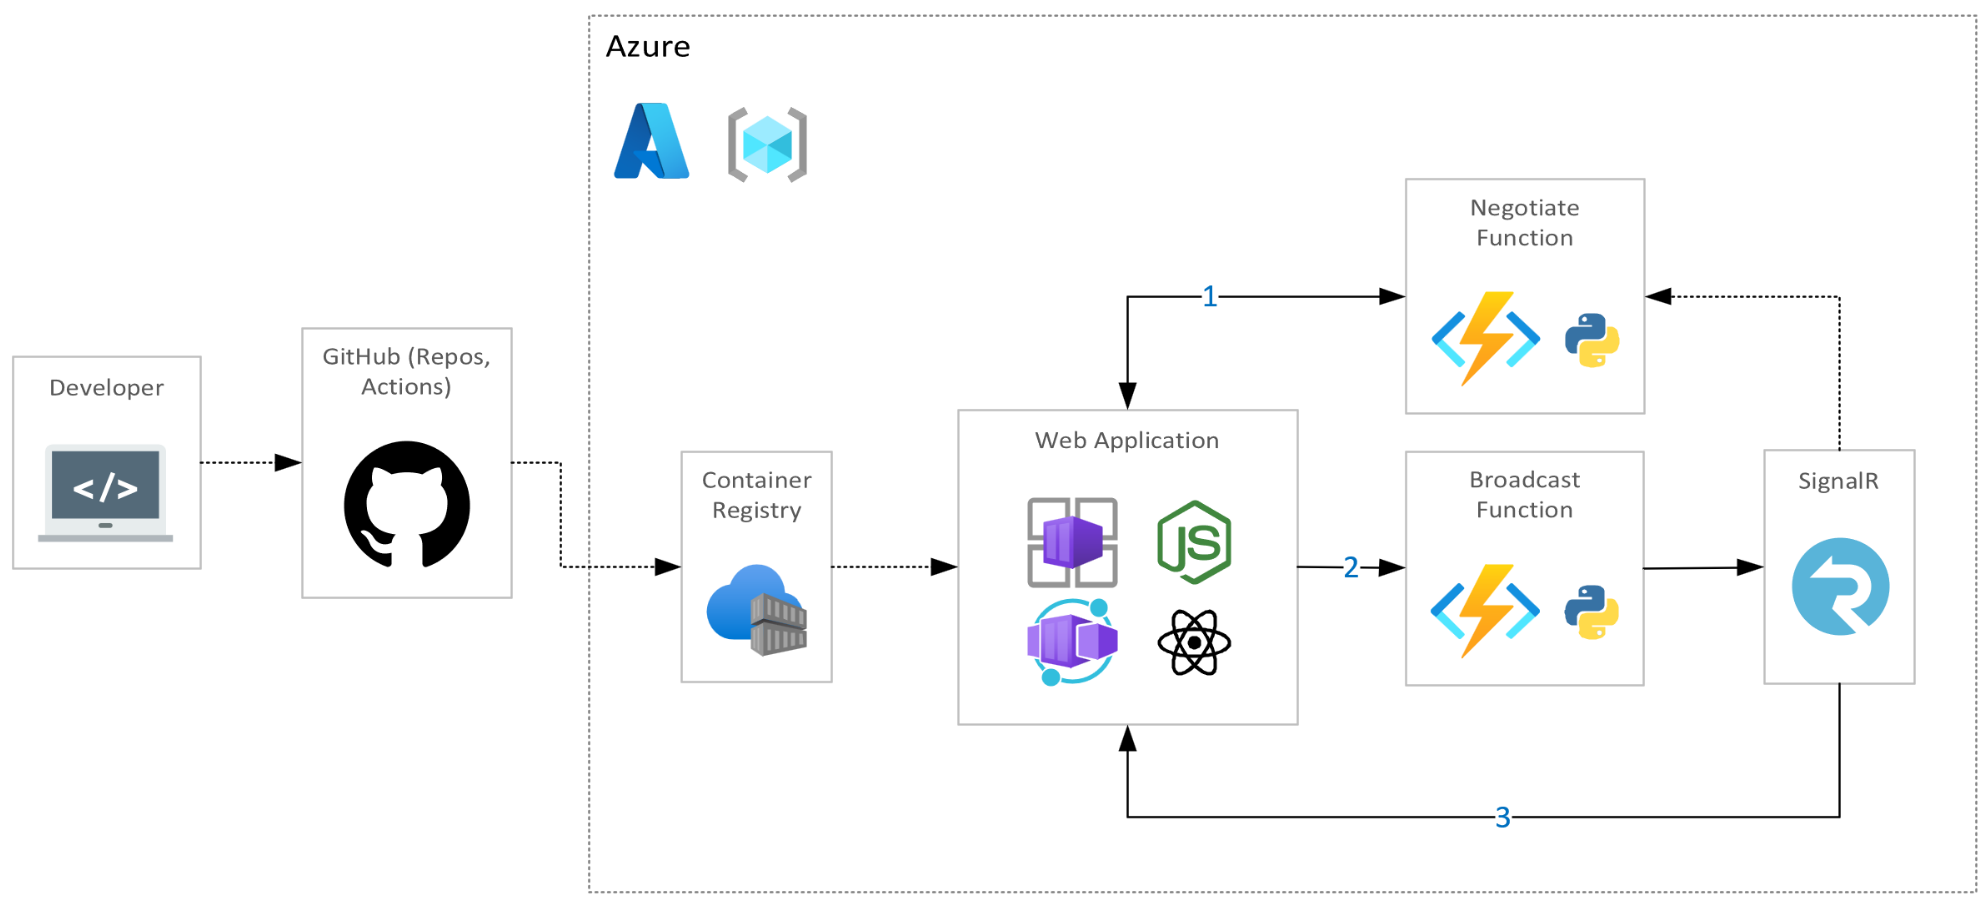 Azure
Negotiate
Function
1
GitHub (Repos,
Actions)
Developer
</>
Web Application
JS
Container
Registry
Broadcast
Function
SignalR
2
3